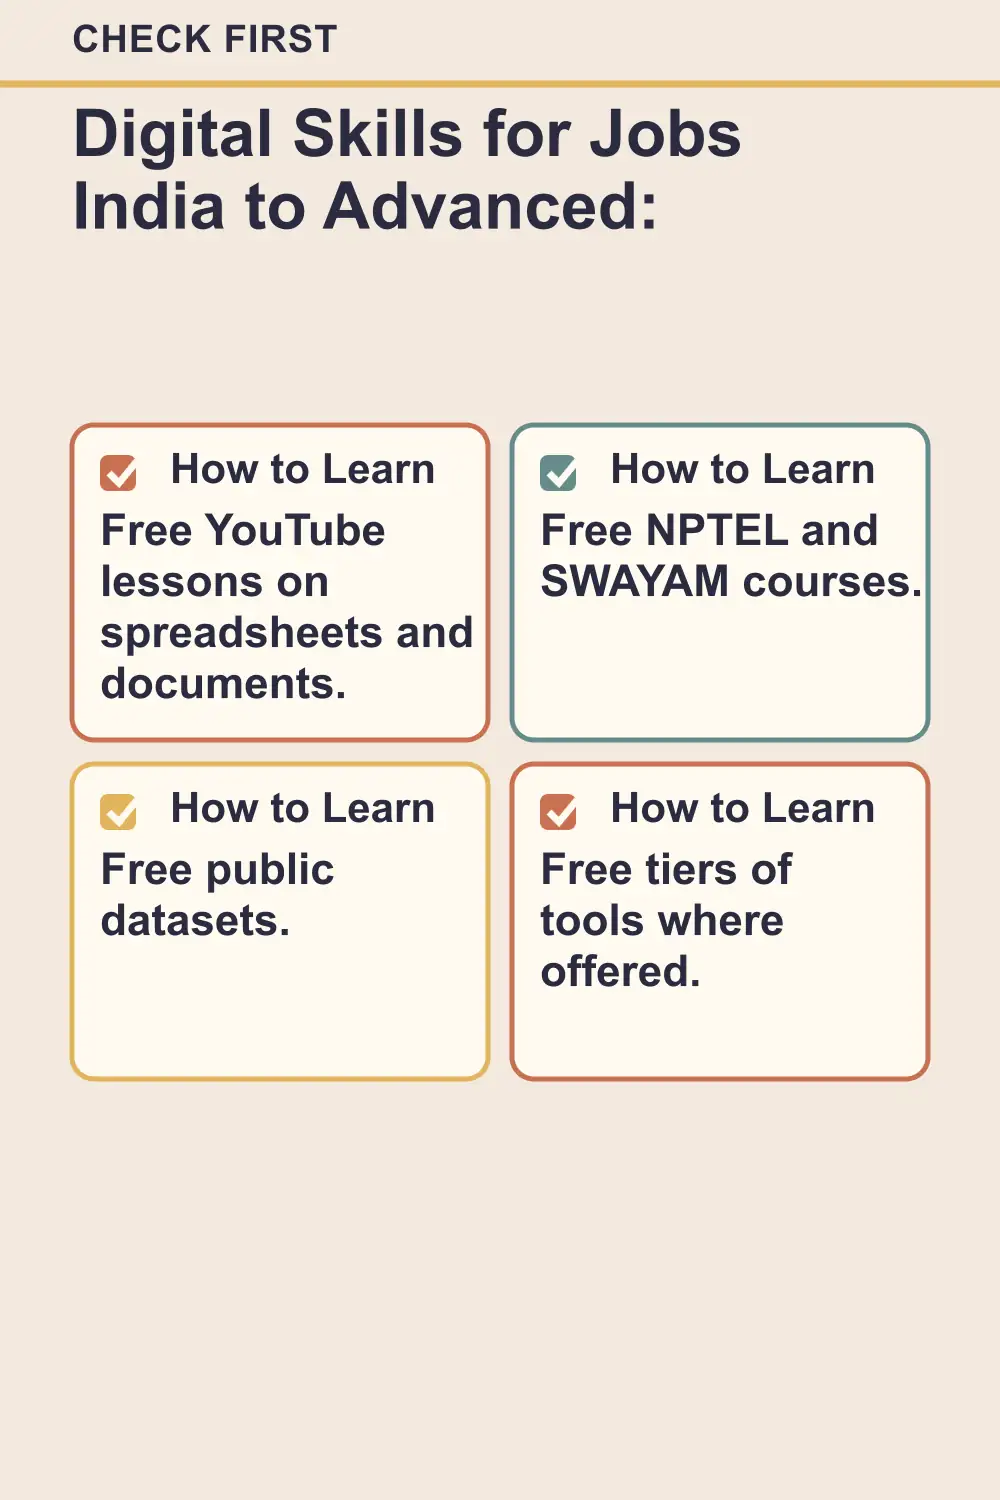 CHECK FIRST
Digital Skills for Jobs
India to Advanced:
How to Learn
Free YouTube
lessons on
spreadsheets and
documents.
How to Learn
Free NPTEL and
SWAYAM courses.
How to Learn
Free public
datasets.
How to Learn
Free tiers of
tools where
offered.